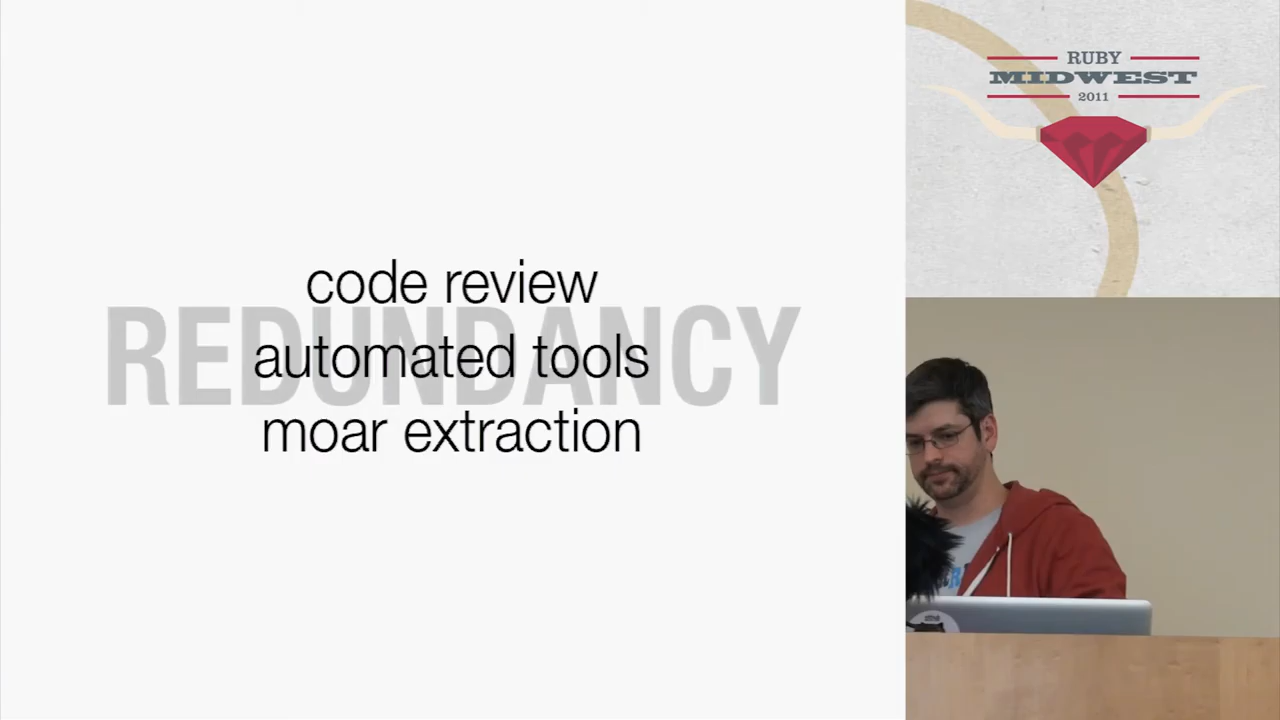 code review
REDUNDANCY
automated tools
moar extraction
RUBY
MIDWEST
2011